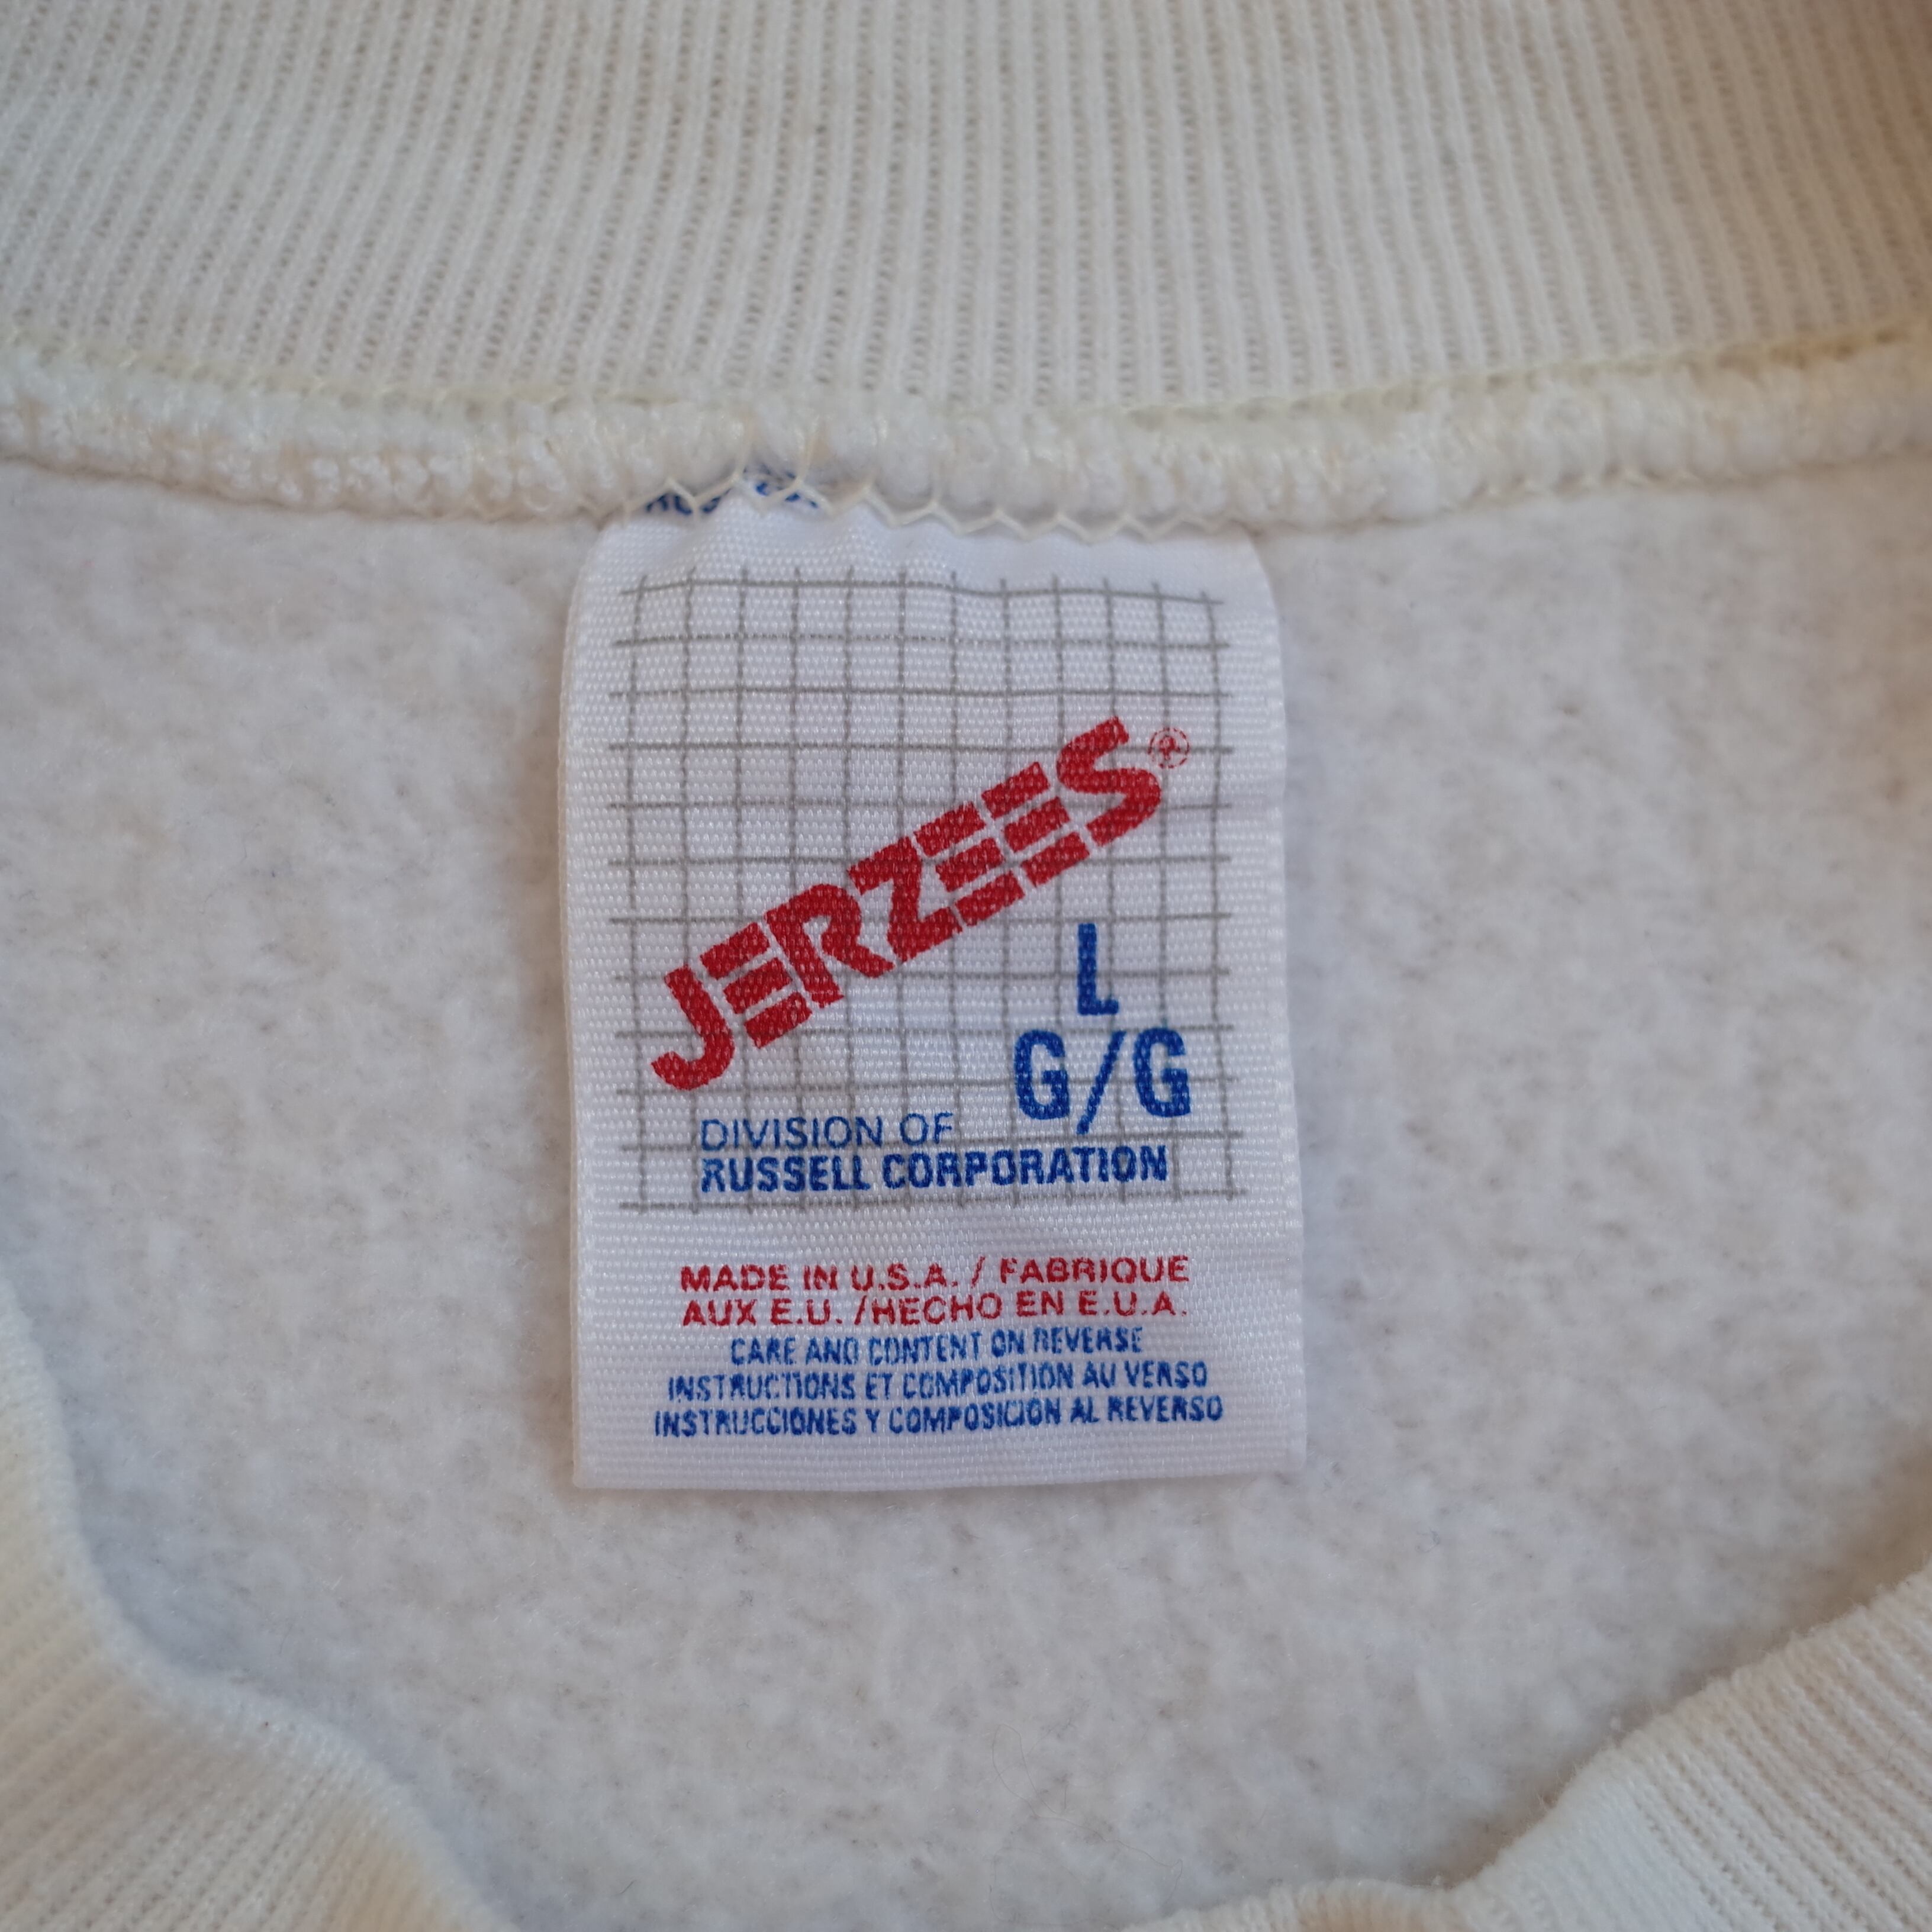 JERZEES®
L
G/G
DIVISION OF
RUSSELL CORPORATION
MADE IN U.S.A. / FABRIQUE
AUX E.U. /HECHO EN E.U.A.
CARE AND CONTENT ON REVERSE
INSTRUCTIONS ET COMPOSITION AU VERSO
INSTRUCCIONES Y COMPOSICION AL REVERSO